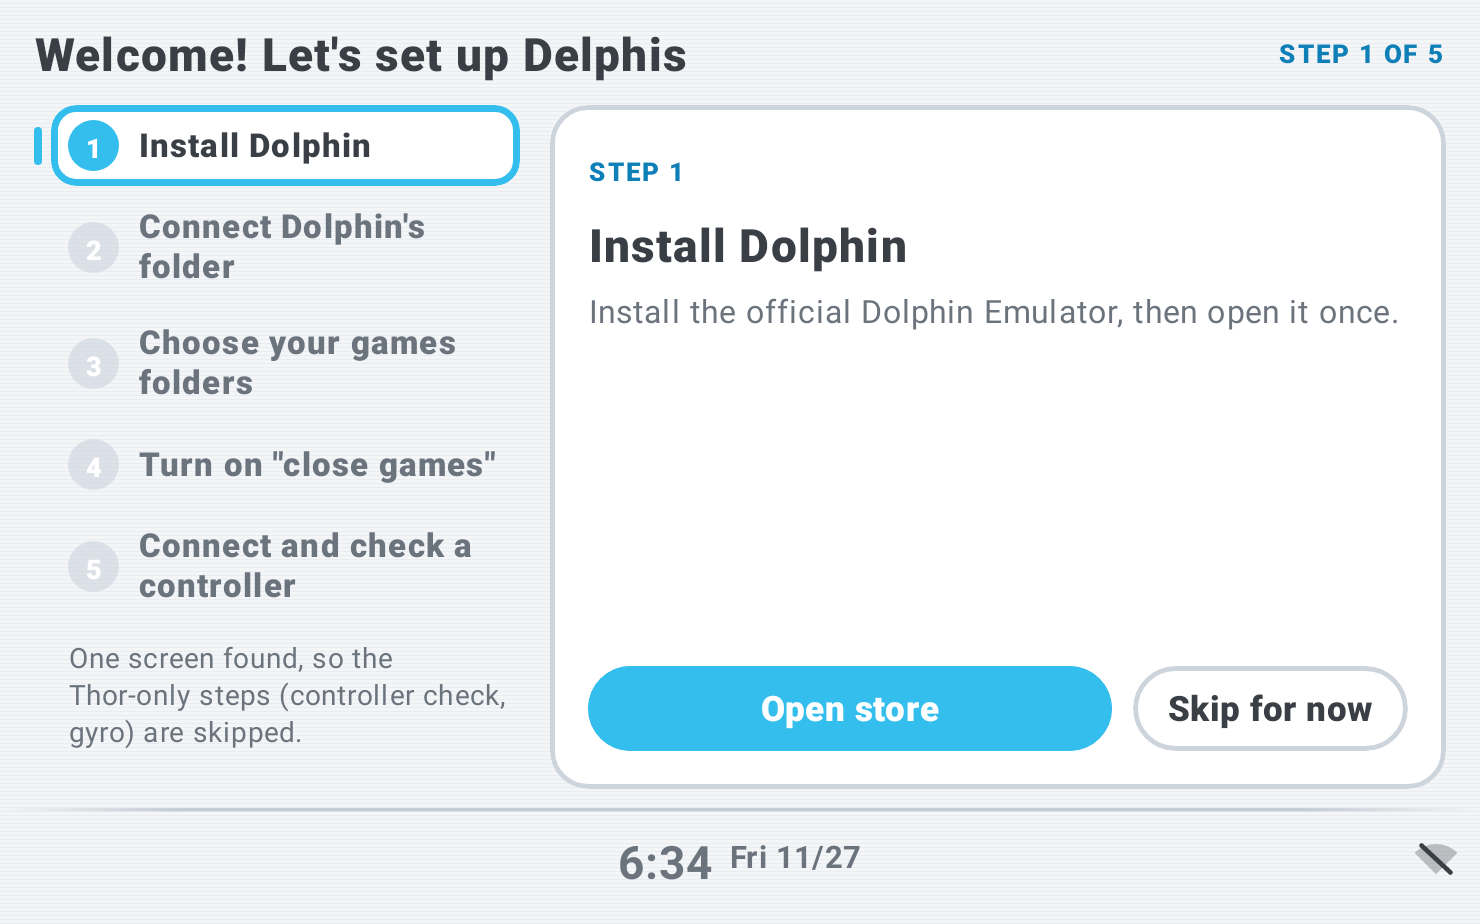 Welcome! Let's set up Delphis
STEP 1 OF 5
1 Install Dolphin
2 Connect Dolphin's
folder
3 Choose your games
folders
4 Turn on "close games"
5 Connect and check a
controller
One screen found, so the
Thor-only steps (controller check,
gyro) are skipped.
STEP 1
Install Dolphin
Install the official Dolphin Emulator, then open it once.
Open store
Skip for now
6:34 Fri 11/27